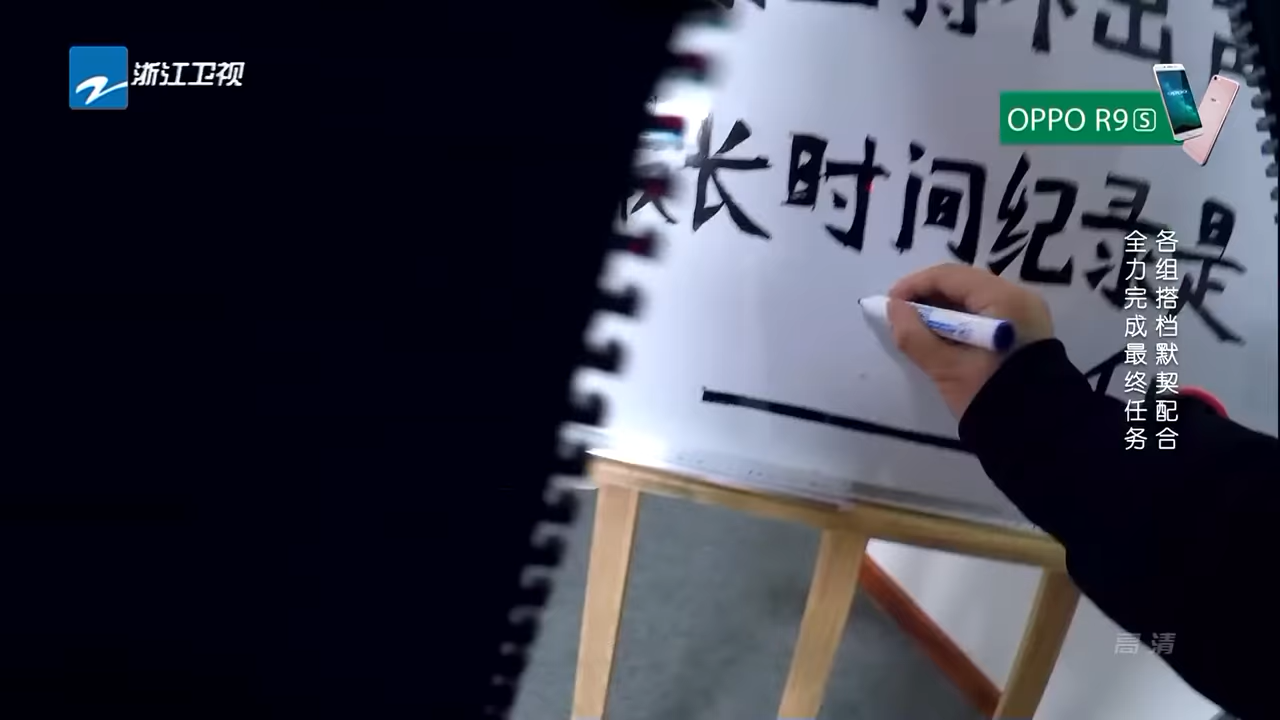 浙江卫视
OPPO R9s
长时间纪录是
各组搭档默契配合
全力完成最终任务
高清